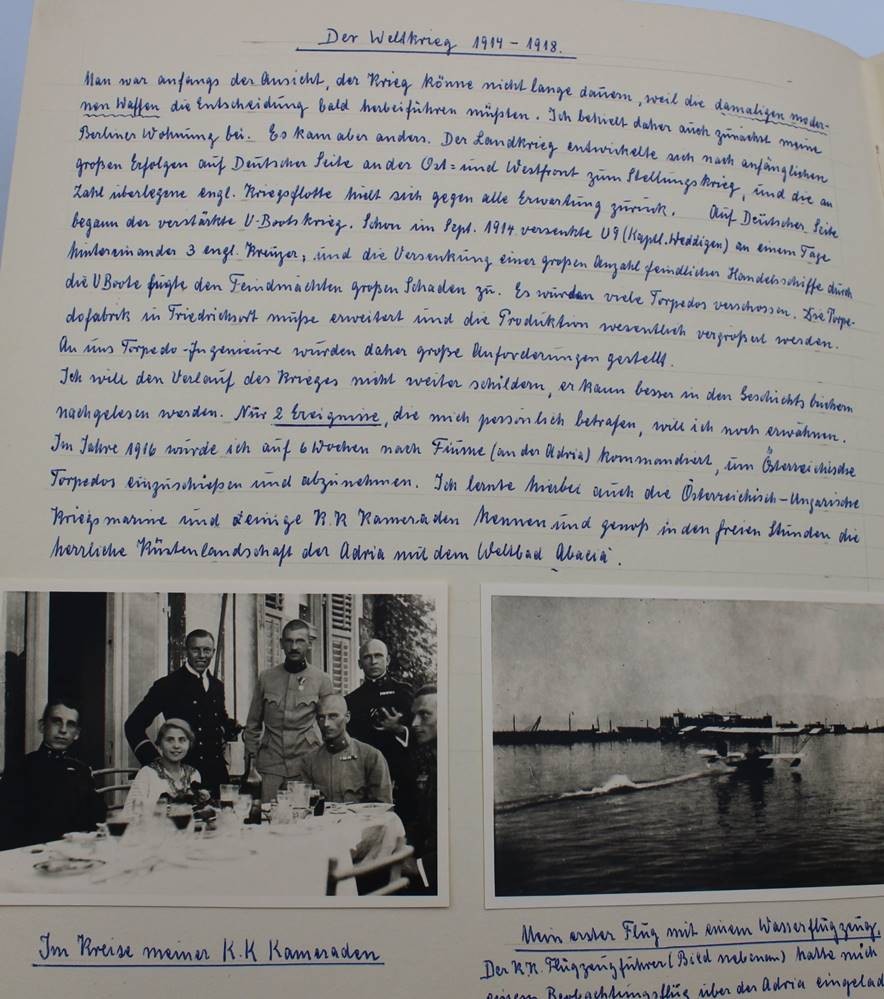 Der Weltkrieg 1914 – 1918.
Man war anfangs der Ansicht, der Krieg könne nicht lange dauern, weil die damaligen moder-
nen Waffen die Entscheidung bald herbeiführen müßten. Ich behielt daher auch zunächst meine
Berliner Wohnung bei. Es kam aber anders. Der Landkrieg entwickelte sich nach anfänglichen
großen Erfolgen auf Deutscher Seite an der Ost= und Westfront zum Stellungskrieg, und die an
Zahl überlegene engl. Kriegsflotte hielt sich gegen alle Erwartung zurück. Auf Deutscher Seite
begann der verstärkte U-Bootskrieg. Schon im Sept. 1914 versenkte U9 (Kaptl. Weddigen) an einem Tage
hintereinander 3 engl. Kreuzer, und die Versenkung einer großen Anzahl feindlicher Handelsschiffe durch
die U Boote fügte den Feindmächten großen Schaden zu. Es wurden viele Torpedos verschossen. Die Torpe-
dofabrik in Friedrichsort mußte erweitert und die Produktion wesentlich vergrößert werden.
An uns Torpedo-Ingenieure wurden daher große Anforderungen gestellt.
Ich will den Verlauf des Krieges nicht weiter schildern, er kann besser in den Geschichtsbüchern
nachgelesen werden. Nur 2 Ereignisse, die mich persönlich betrafen, will ich noch erwähnen.
Im Jahre 1916 wurde ich auf 6 Wochen nach Fiume (an der Adria) kommandiert, um Österreichische
Torpedos einzuschießen und abzunehmen. Ich lernte hierbei auch die Österreichisch-Ungarische
Kriegsmarine und einige K.K Kameraden kennen und genoß in den freien Stunden die
herrliche Küstenlandschaft der Adria mit dem Weltbad Abacia.
Im Kreise meiner K.K Kameraden
Mein erster Flug mit einem Wasserflugzeug.
Der K.K. Flugzeugführer (Bild nebenan) hatte mich
einem Beobachtungsflug über der Adria eingelad